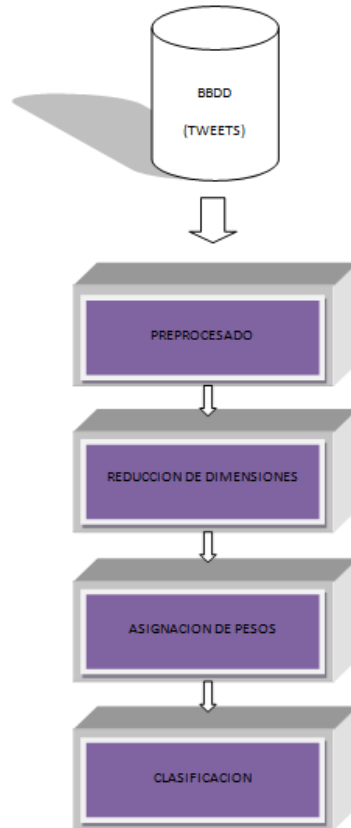 BBDD
(TWEETS)
PREPROCESADO
REDUCCION DE DIMENSIONES
ASIGNACION DE PESOS
CLASIFICACION